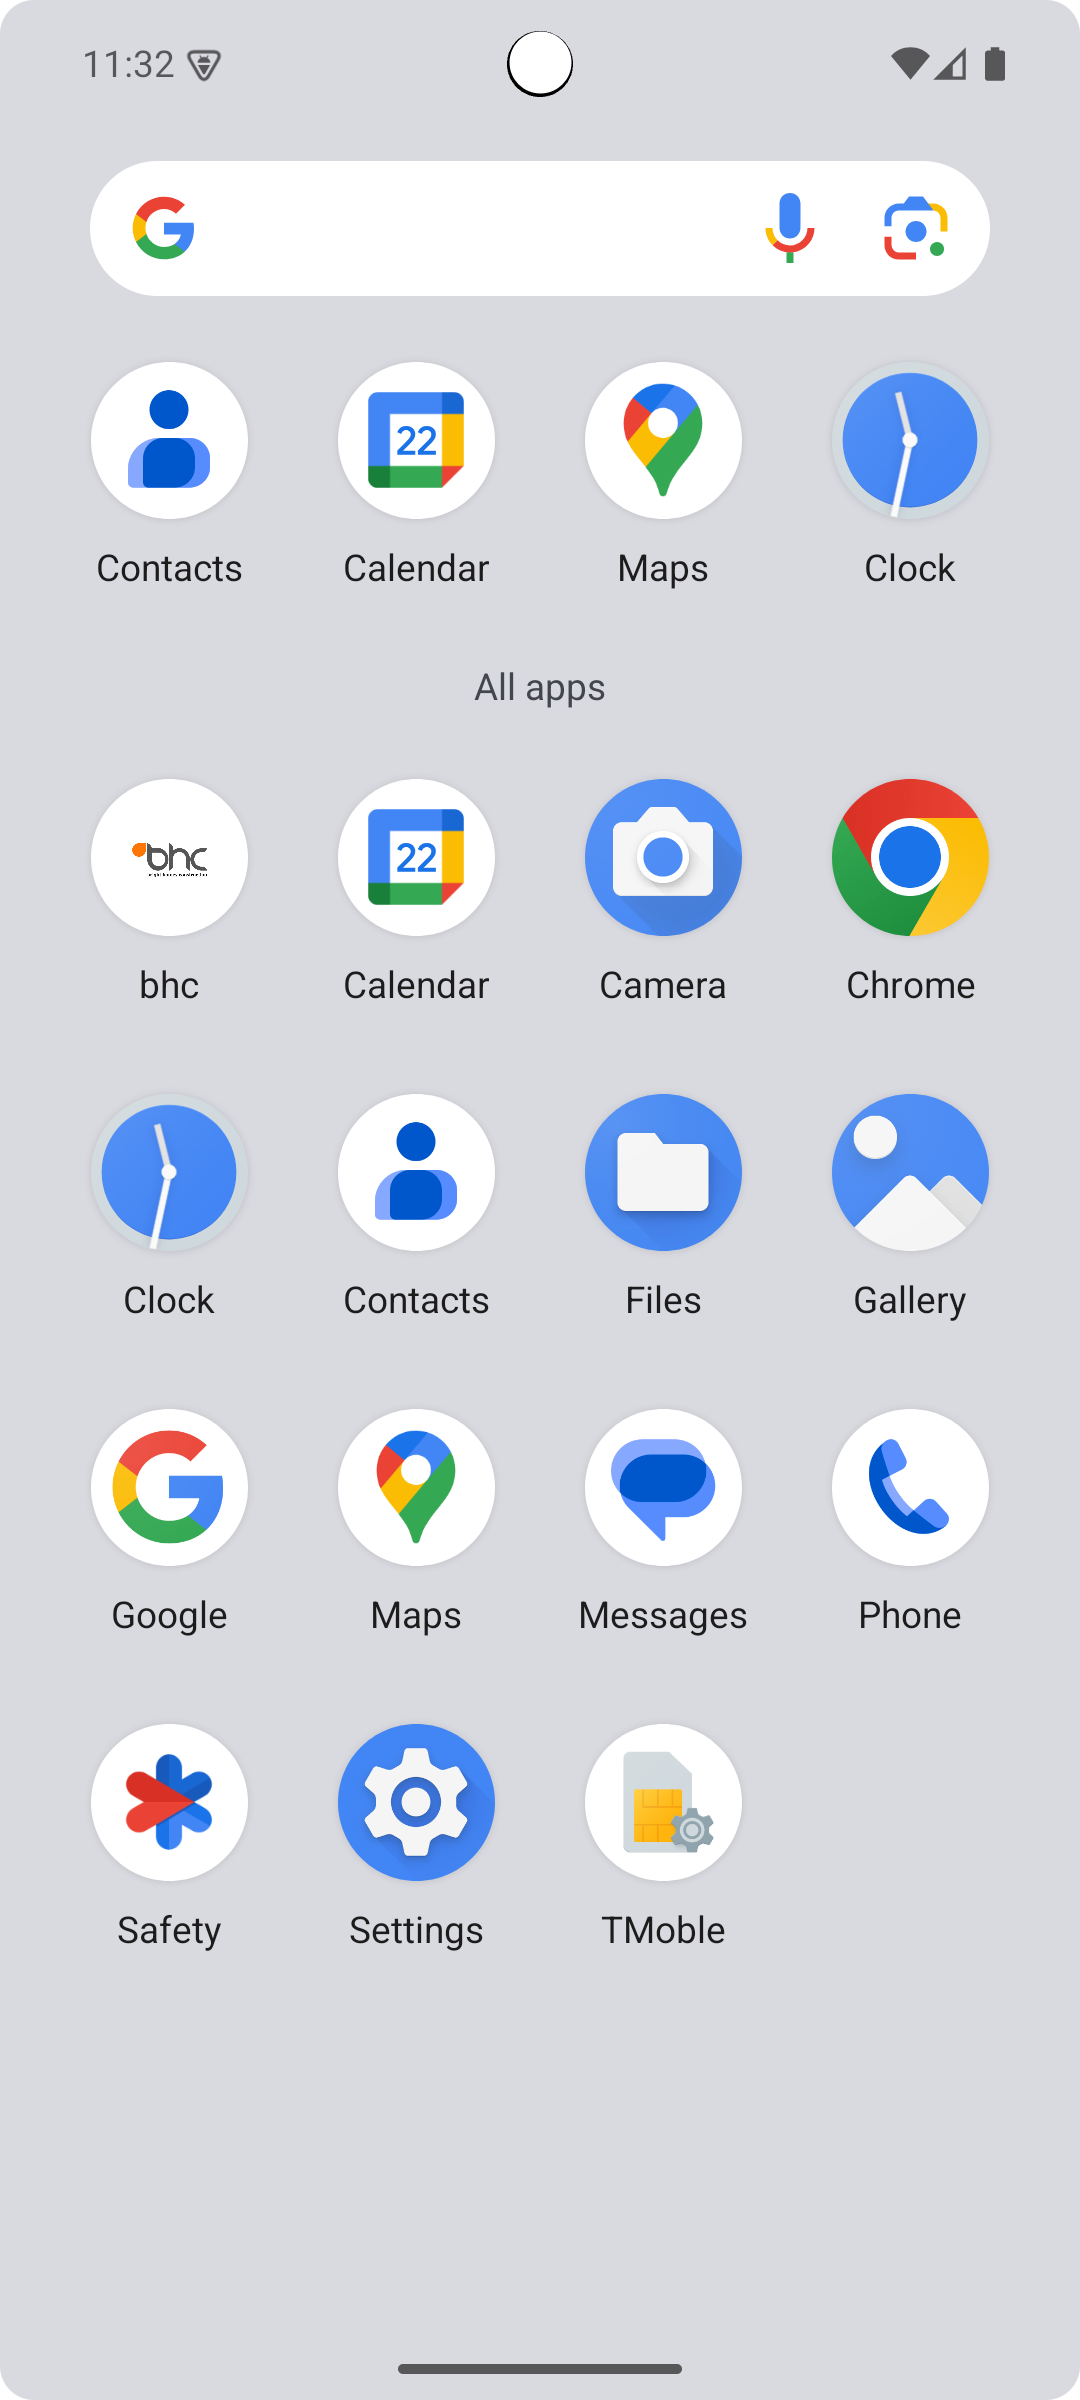 11:32
Contacts Calendar Maps Clock
All apps
bhc Calendar Camera Chrome
Clock Contacts Files Gallery
Google Maps Messages Phone
Safety Settings TMoble
22
22
bhc